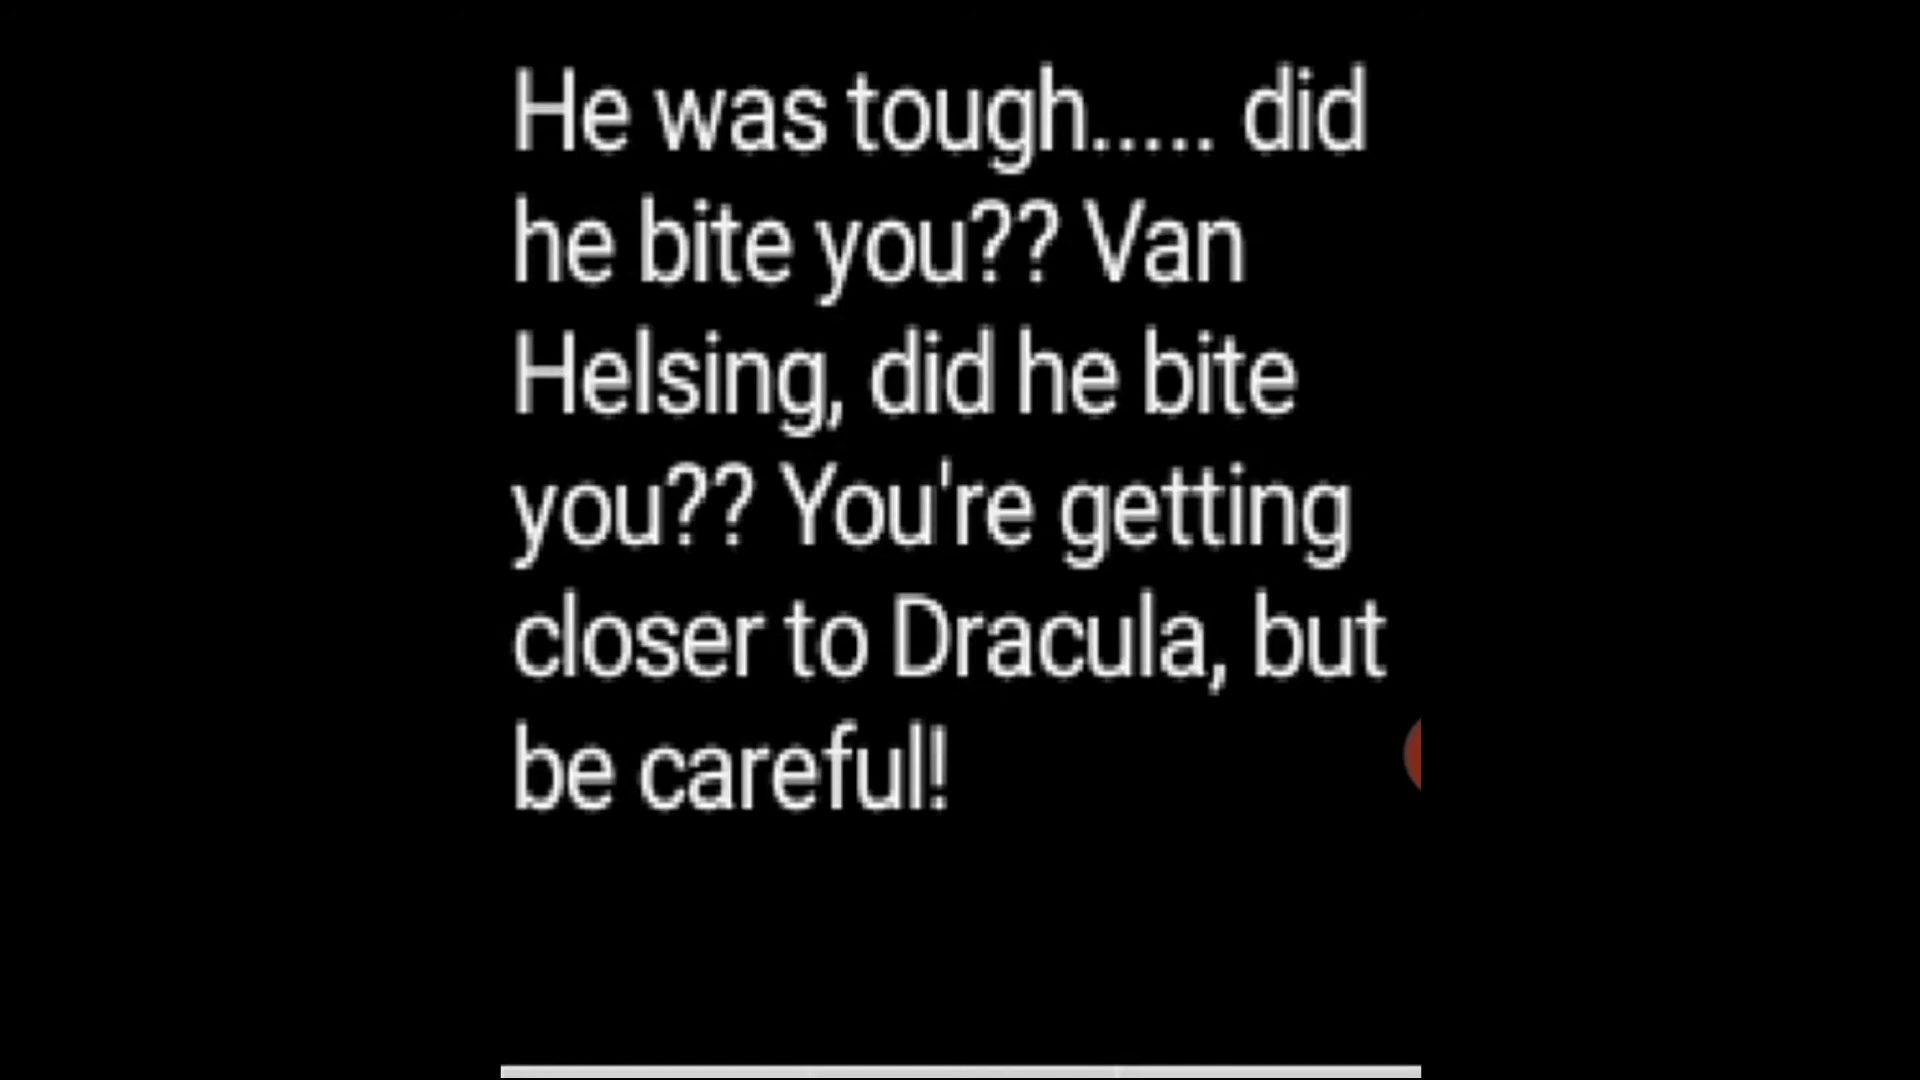 He was tough..... did
he bite you?? Van
Helsing, did he bite
you?? You're getting
closer to Dracula, but
be careful!